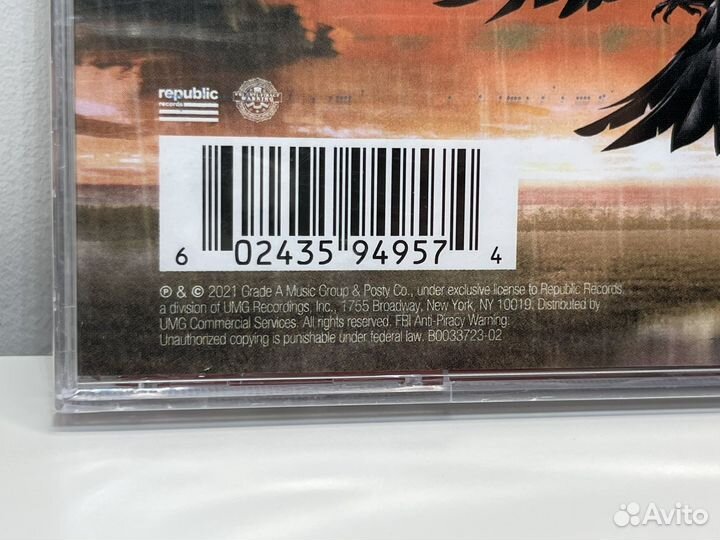 republic
records
WARNING
6 02435 94957 4
℗ & © 2021 Grade A Music Group & Posty Co., under exclusive license to Republic Records,
a division of UMG Recordings, Inc., 1755 Broadway, New York, NY 10019. Distributed by
UMG Commercial Services. All rights reserved. FBI Anti-Piracy Warning:
Unauthorized copying is punishable under federal law. B0033723-02
Avito